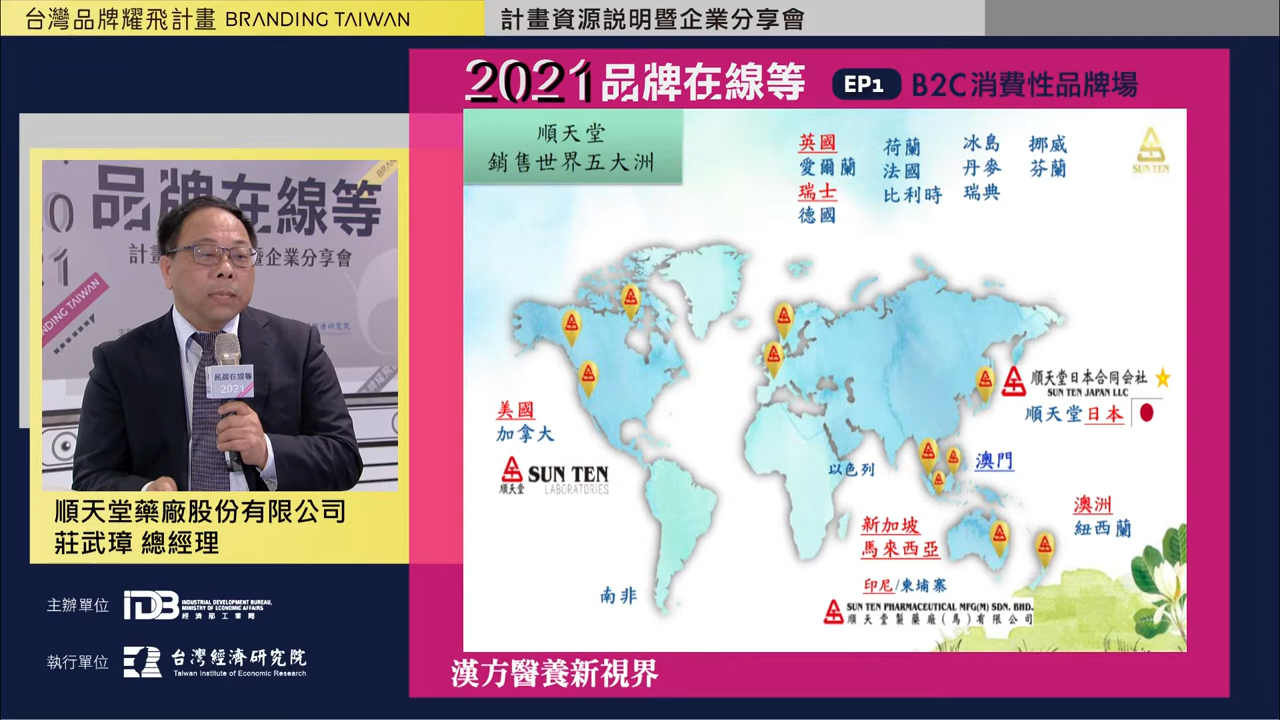 台灣品牌耀飛計畫 BRANDING TAIWAN
計畫資源說明暨企業分享會
2021品牌在線等
EP1 B2C消費性品牌場
順天堂
銷售世界五大洲
英國
愛爾蘭
瑞士
德國
荷蘭
法國
比利時
冰島
丹麥
瑞典
挪威
芬蘭
SUN TEN
美國
加拿大
順天堂
SUN TEN
LABORATORIES
順天堂日本合同会社
SUN TEN JAPAN LLC
順天堂日本
澳門
以色列
新加坡
馬來西亞
印尼/柬埔寨
SUN TEN PHARMACEUTICAL MFG(M) SDN. BHD.
順天堂製藥廠(馬)有限公司
澳洲
紐西蘭
南非
漢方醫養新視界
品牌在線等
企業分享會
BRANDING TAIWAN
品牌在線等
2021
順天堂藥廠股份有限公司
莊武璋 總經理
主辦單位
IDB
INDUSTRIAL DEVELOPMENT BUREAU,
MINISTRY OF ECONOMIC AFFAIRS
經濟部工業局
執行單位
台灣經濟研究院
Taiwan Institute of Economic Research